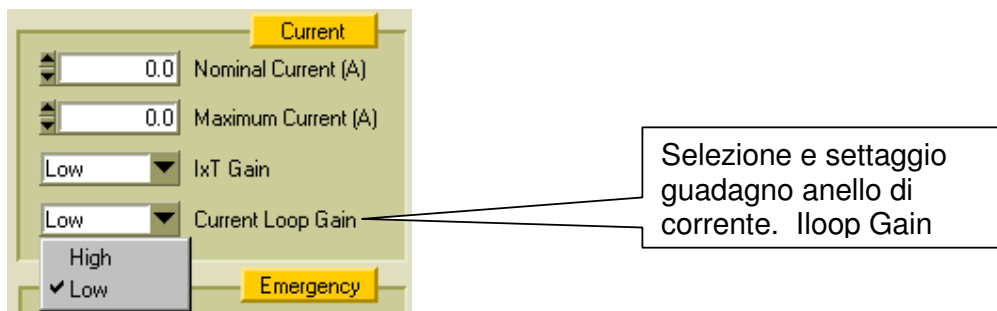 Current
0.0 Nominal Current (A)
0.0 Maximum Current (A)
Low IxT Gain
Low Current Loop Gain
High
Low
Emergency
Selezione e settaggio
guadagno anello di
corrente. Iloop Gain